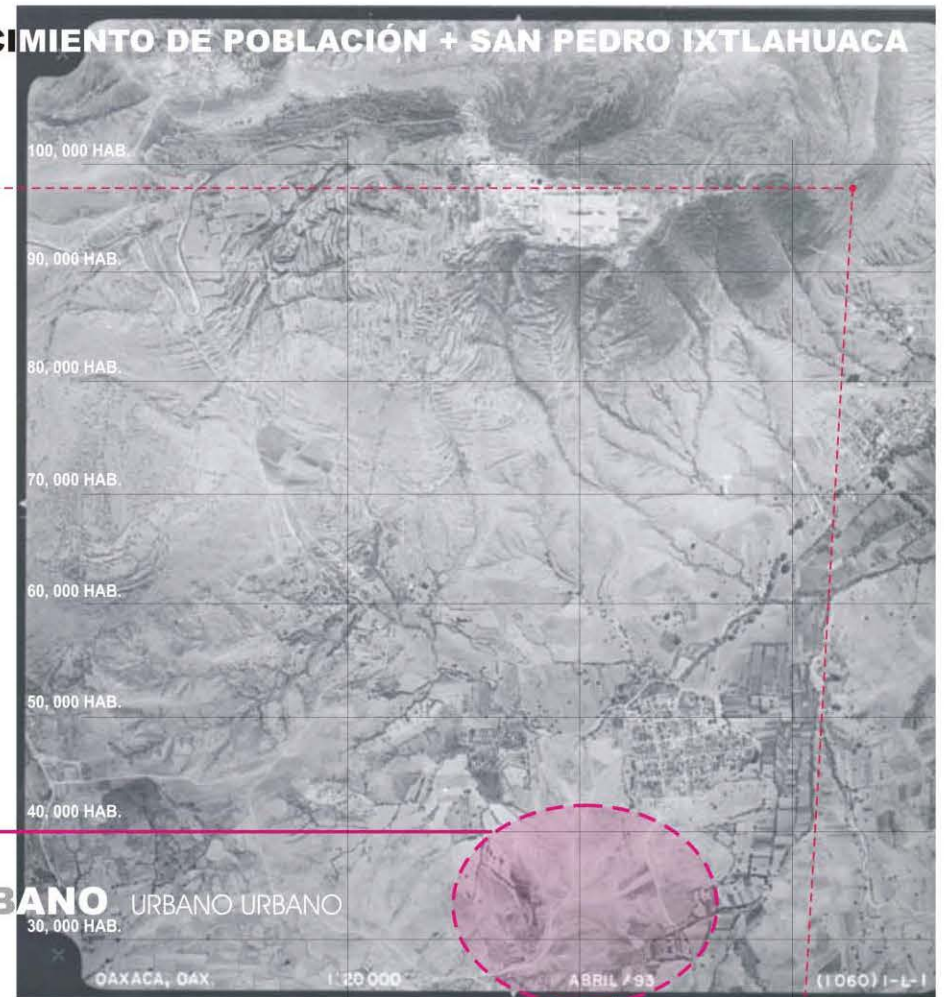 CIMIENTO DE POBLACIÓN + SAN PEDRO IXTLAHUACA
100, 000 HAB.
90, 000 HAB.
80, 000 HAB.
70, 000 HAB.
60, 000 HAB.
50, 000 HAB.
40, 000 HAB.
BANO URBANO URBANO
30, 000 HAB.
OAXACA, OAX. 1:20 000 ABRIL / 93 (1060) 1-L-1